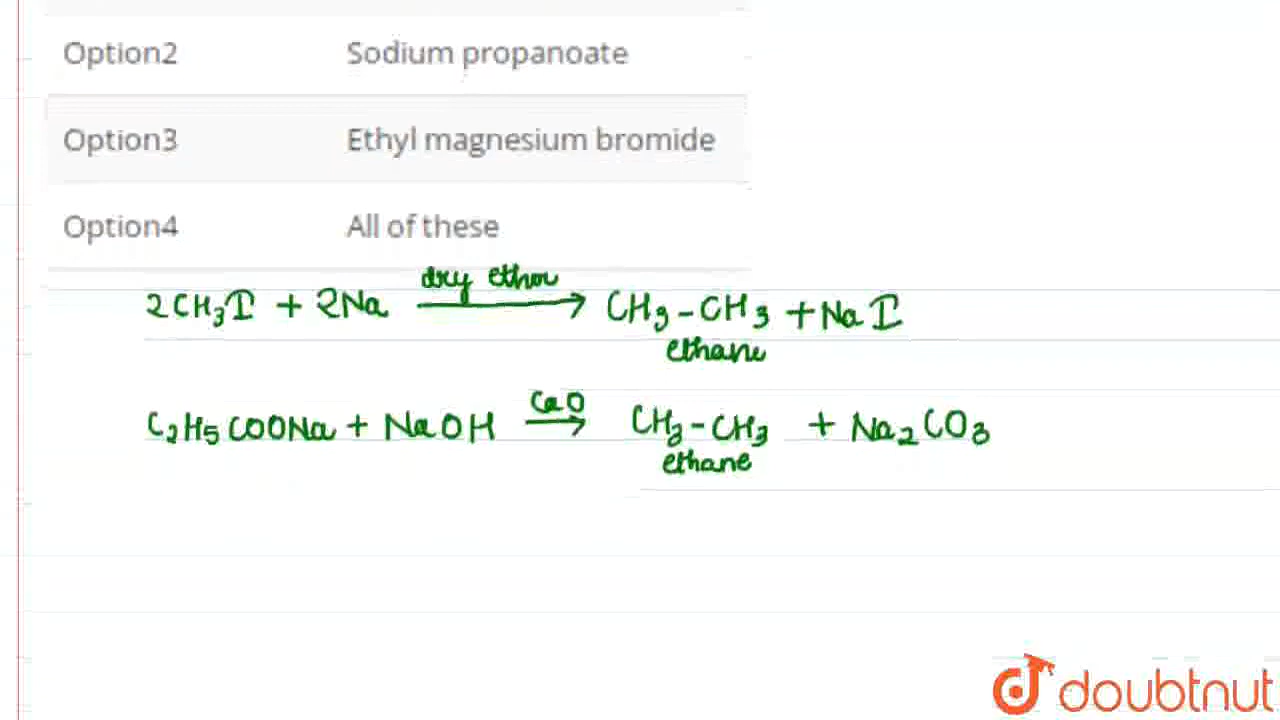 Option2 Sodium propanoate
Option3 Ethyl magnesium bromide
Option4 All of these
dry ether
2CH3I + 2Na → CH3-CH3 + NaI
ethane
CaO
C2H5COONa + NaOH → CH3-CH3 + Na2CO3
ethane
doubtnut